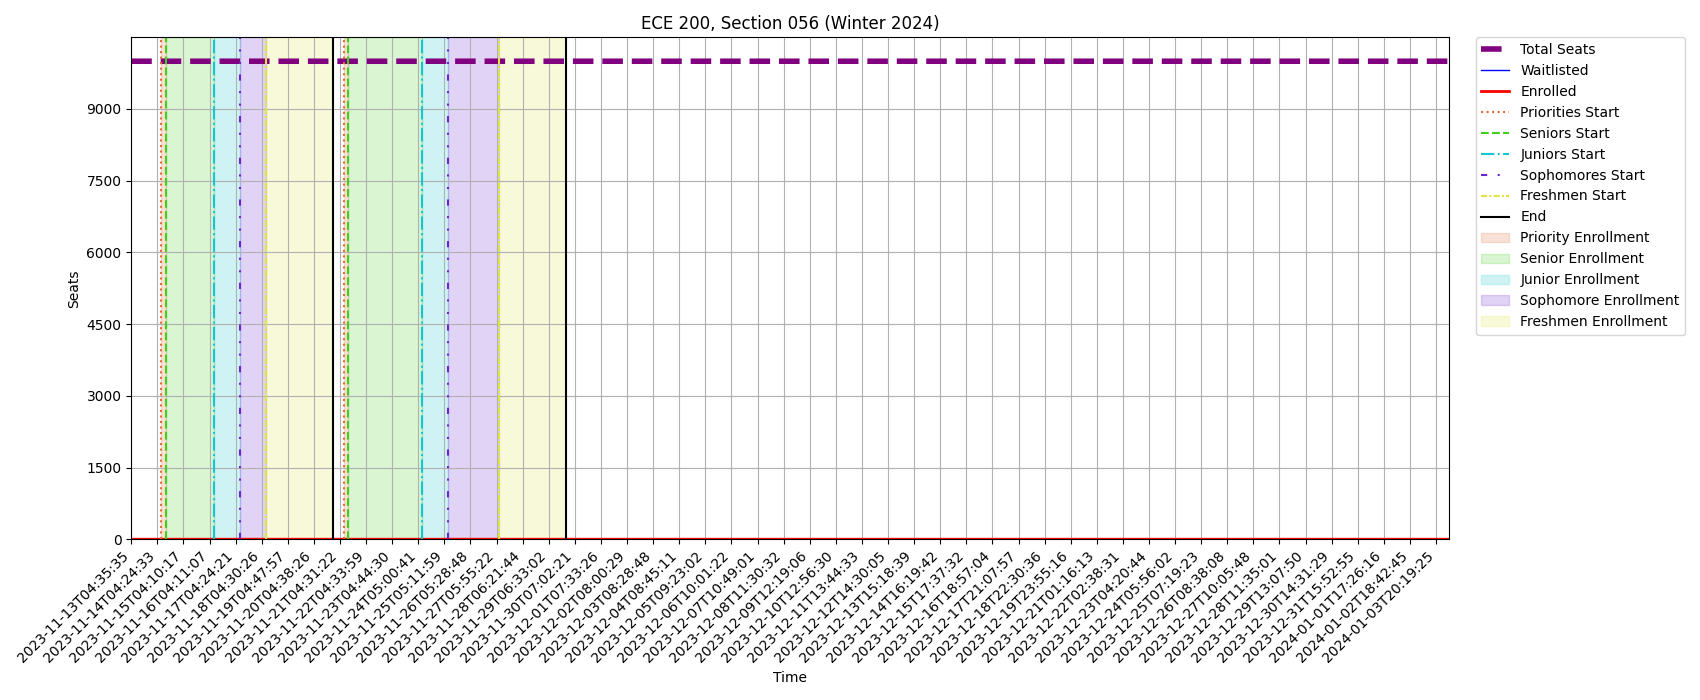 ECE 200, Section 056 (Winter 2024)
Seats
9000
7500
6000
4500
3000
1500
0
2023-11-13T04:35:35
2023-11-14T04:24:33
2023-11-15T04:10:17
2023-11-16T04:11:07
2023-11-17T04:24:21
2023-11-18T04:30:26
2023-11-19T04:47:57
2023-11-20T04:38:26
2023-11-21T04:31:22
2023-11-22T04:33:59
2023-11-23T04:44:30
2023-11-24T05:00:41
2023-11-25T05:11:59
2023-11-26T05:28:48
2023-11-27T05:55:22
2023-11-28T06:21:44
2023-11-29T06:33:02
2023-11-30T07:02:21
2023-12-01T07:33:26
2023-12-02T08:00:29
2023-12-03T08:28:48
2023-12-04T08:45:11
2023-12-05T09:23:02
2023-12-06T10:01:22
2023-12-07T10:49:01
2023-12-08T11:30:32
2023-12-09T12:19:06
2023-12-10T12:56:30
2023-12-11T13:44:33
2023-12-12T14:30:05
2023-12-13T15:18:39
2023-12-14T16:19:42
2023-12-15T17:37:32
2023-12-16T18:57:04
2023-12-17T21:07:57
2023-12-18T22:30:36
2023-12-19T23:55:16
2023-12-21T01:16:13
2023-12-22T02:38:31
2023-12-23T04:20:44
2023-12-24T05:56:02
2023-12-25T07:19:23
2023-12-26T08:38:08
2023-12-27T10:05:48
2023-12-28T11:35:01
2023-12-29T13:07:50
2023-12-30T14:31:29
2023-12-31T15:52:55
2024-01-01T17:26:16
2024-01-02T18:42:45
2024-01-03T20:19:25
Time
Total Seats
Waitlisted
Enrolled
Priorities Start
Seniors Start
Juniors Start
Sophomores Start
Freshmen Start
End
Priority Enrollment
Senior Enrollment
Junior Enrollment
Sophomore Enrollment
Freshmen Enrollment